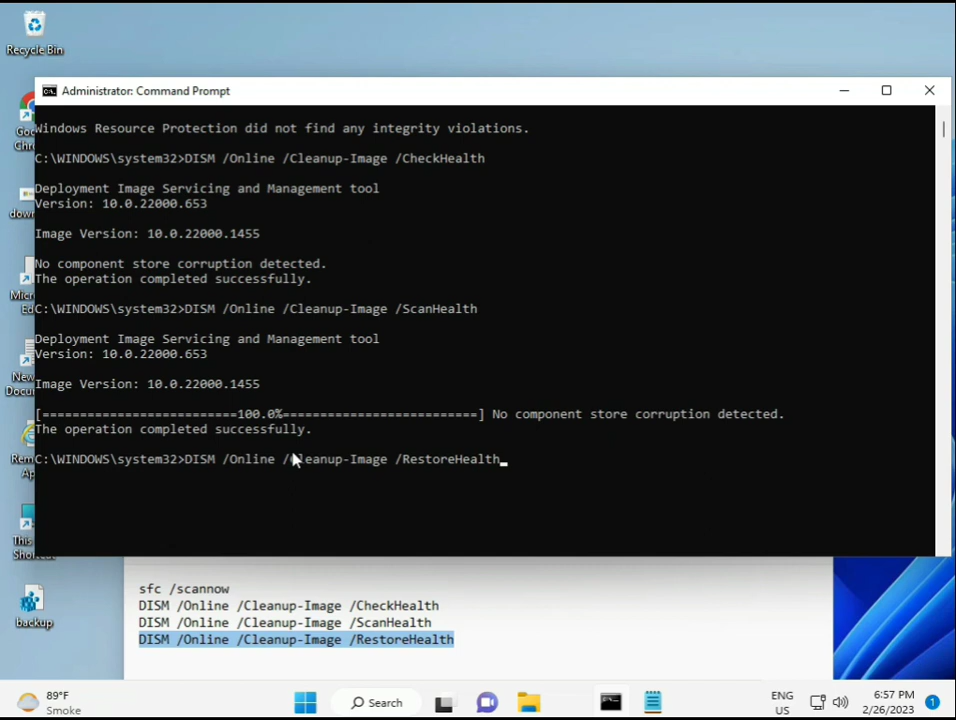 Recycle Bin
Administrator: Command Prompt
Windows Resource Protection did not find any integrity violations.
C:\WINDOWS\system32>DISM /Online /Cleanup-Image /CheckHealth
Deployment Image Servicing and Management tool
Version: 10.0.22000.653
Image Version: 10.0.22000.1455
No component store corruption detected.
The operation completed successfully.
C:\WINDOWS\system32>DISM /Online /Cleanup-Image /ScanHealth
Deployment Image Servicing and Management tool
Version: 10.0.22000.653
Image Version: 10.0.22000.1455
[==========================100.0%==========================] No component store corruption detected.
The operation completed successfully.
C:\WINDOWS\system32>DISM /Online /Cleanup-Image /RestoreHealth
backup
sfc /scannow
DISM /Online /Cleanup-Image /CheckHealth
DISM /Online /Cleanup-Image /ScanHealth
DISM /Online /Cleanup-Image /RestoreHealth
89°F
Smoke
Search
ENG
US
6:57 PM
2/26/2023
1